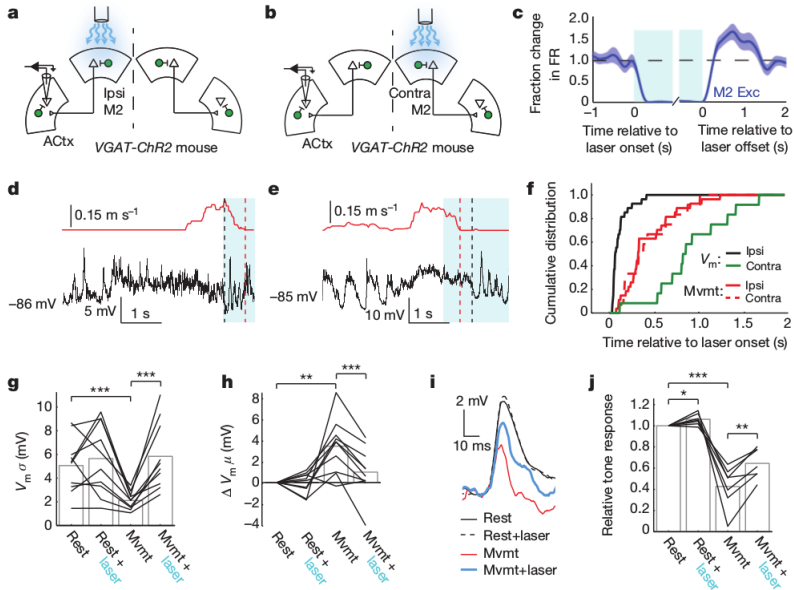 a
Ipsi
M2
ACtx
VGAT-ChR2 mouse
b
Contra
M2
ACtx
VGAT-ChR2 mouse
c
Fraction change
in FR
2.0
1.5
1.0
0.5
0
M2 Exc
−1
0
0
2
Time relative to
laser onset (s)
Time relative to
laser offset (s)
d
0.15 m s−1
−86 mV
5 mV
1 s
e
0.15 m s−1
−85 mV
10 mV
1 s
f
Cumulative distribution
1.0
0.8
0.6
0.4
0.2
0
Vm:
Ipsi
Contra
Mvmt:
Ipsi
Contra
0
0.5
1
1.5
2
Time relative to laser onset (s)
g
Vm σ (mV)
10
8
6
4
2
0
***
***
Rest
Rest +
laser
Mvmt
Mvmt +
laser
h
Δ Vm μ (mV)
8
6
4
2
0
−2
−4
**
***
Rest
Rest +
laser
Mvmt
Mvmt +
laser
i
2 mV
10 ms
Rest
Rest+laser
Mvmt
Mvmt+laser
j
Relative tone response
1.2
1.0
0.8
0.6
0.4
0.2
0
***
*
**
Rest
Rest +
laser
Mvmt
Mvmt +
laser